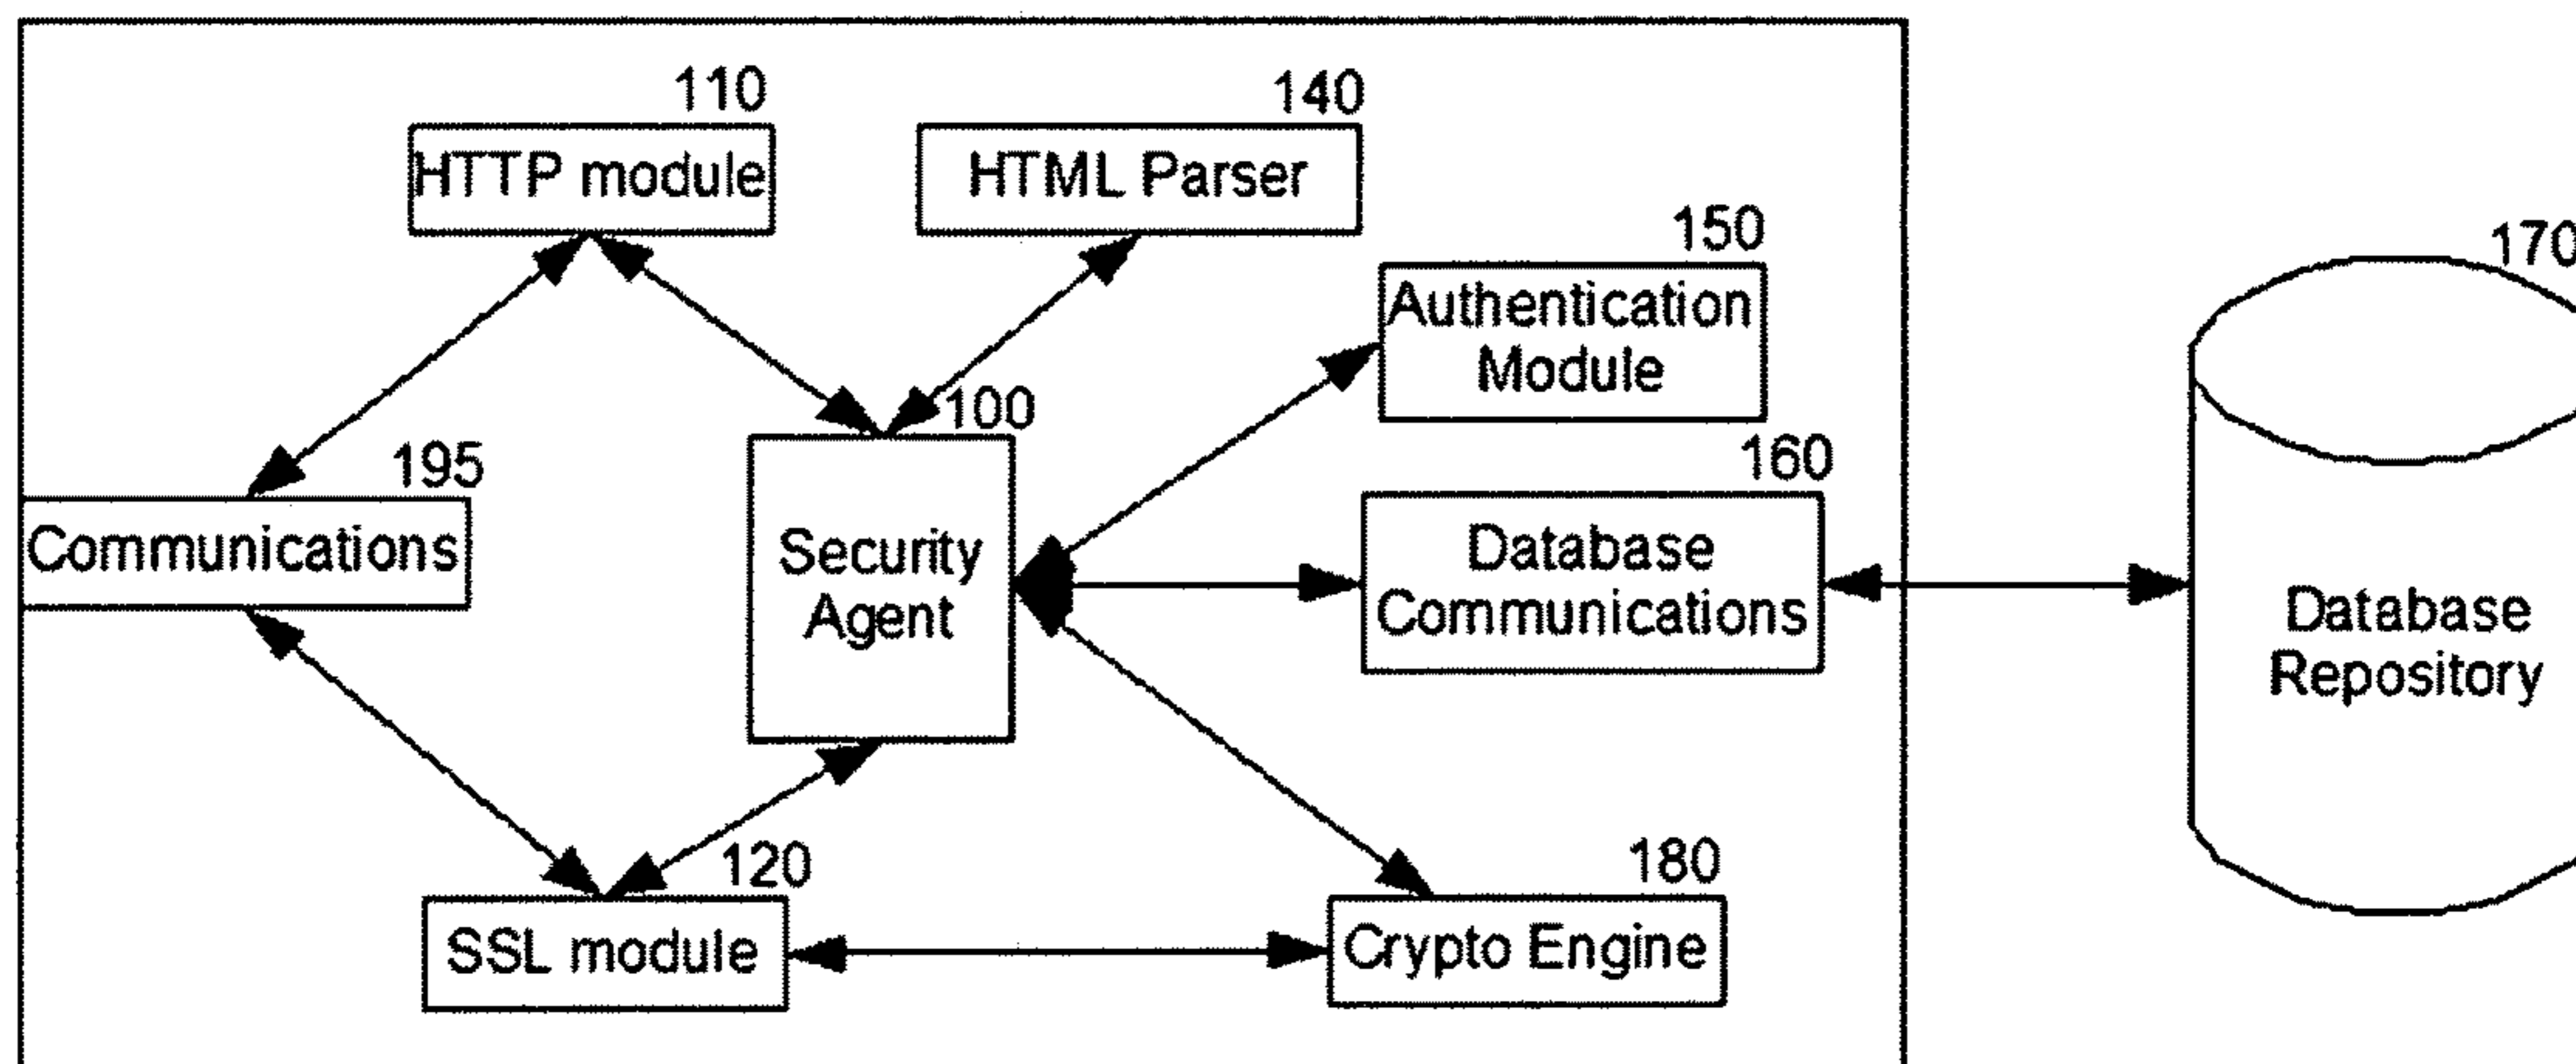 110
HTTP module
140
HTML Parser
150
Authentication
Module
170
100
Security
Agent
195
Communications
160
Database
Communications
Database
Repository
120
SSL module
180
Crypto Engine